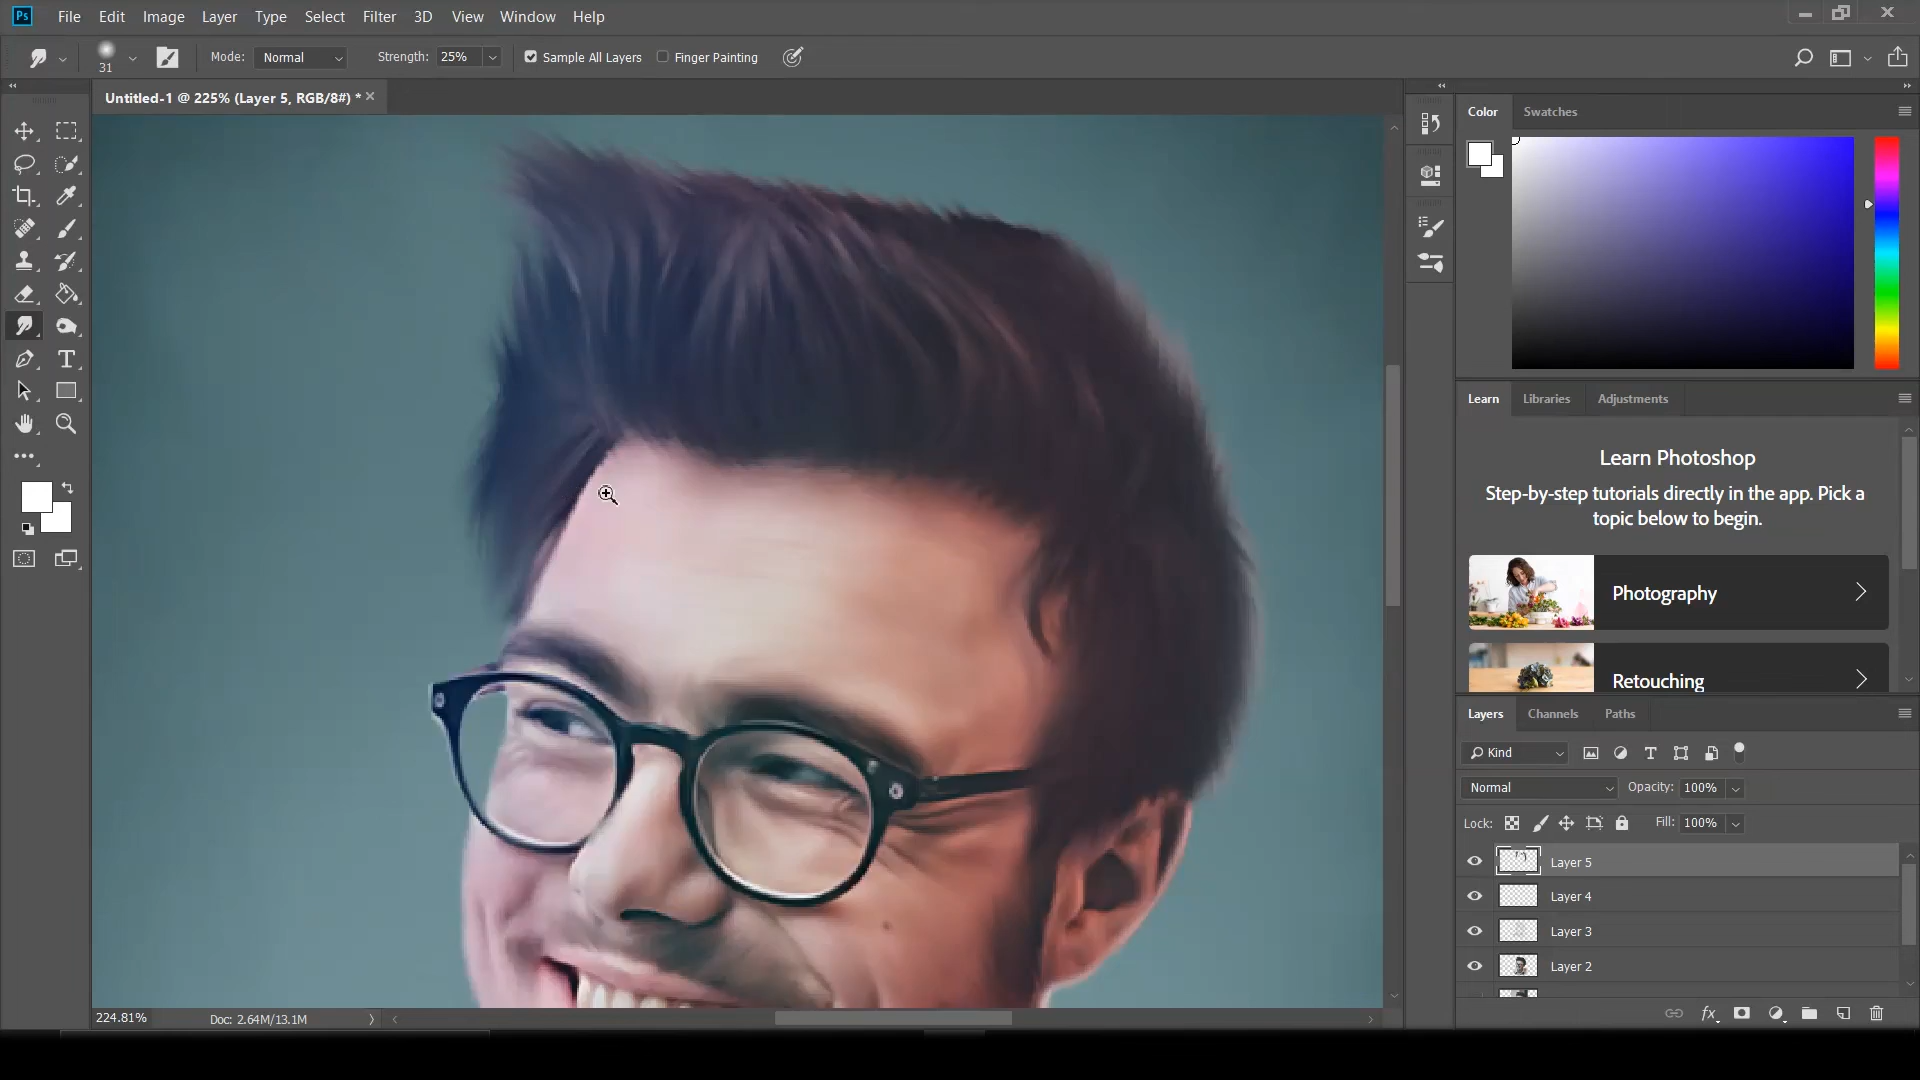 Ps File Edit Image Layer Type Select Filter 3D View Window Help
31 Mode: Normal Strength: 25% Sample All Layers Finger Painting
Untitled-1 @ 225% (Layer 5, RGB/8#) *
Color Swatches
Learn Libraries Adjustments
Learn Photoshop
Step-by-step tutorials directly in the app. Pick a
topic below to begin.
Photography
Retouching
Layers Channels Paths
Kind
Normal Opacity: 100%
Lock: Fill: 100%
Layer 5
Layer 4
Layer 3
Layer 2
fx
224.81% Doc: 2.64M/13.1M